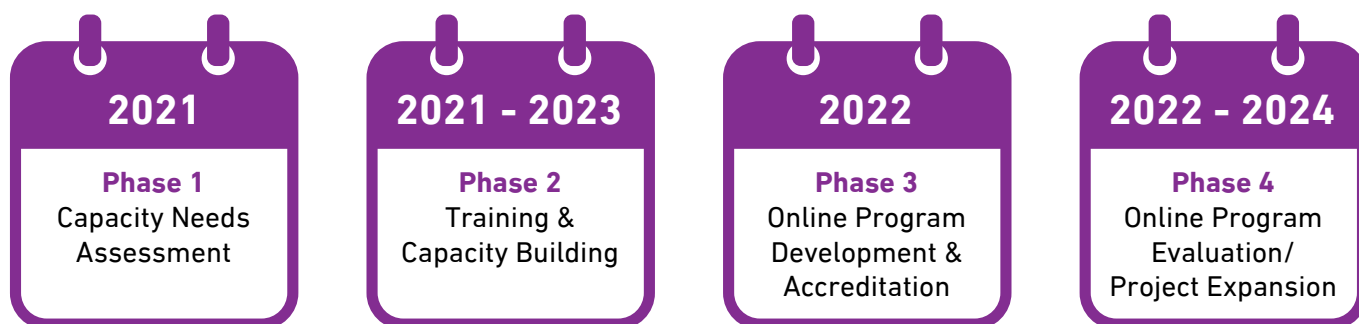 2021
Phase 1
Capacity Needs
Assessment
2021 - 2023
Phase 2
Training &
Capacity Building
2022
Phase 3
Online Program
Development &
Accreditation
2022 - 2024
Phase 4
Online Program
Evaluation/
Project Expansion